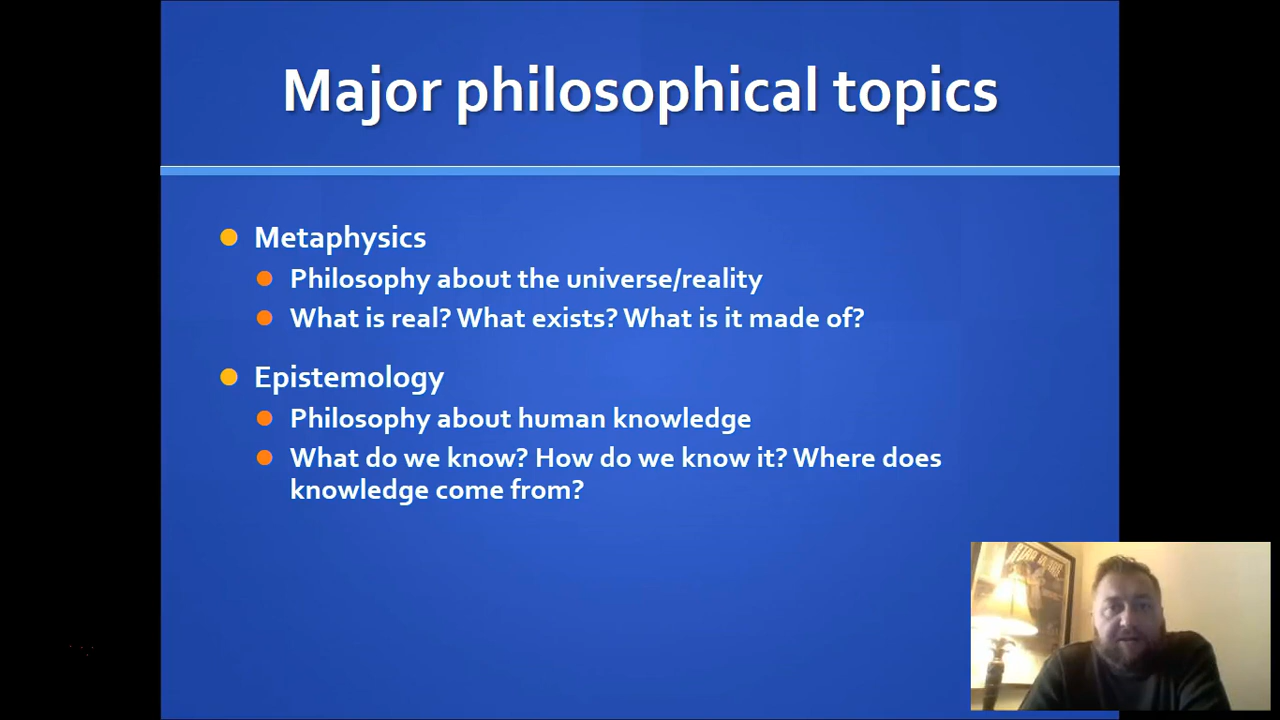 Major philosophical topics
Metaphysics
Philosophy about the universe/reality
What is real? What exists? What is it made of?
Epistemology
Philosophy about human knowledge
What do we know? How do we know it? Where does
knowledge come from?